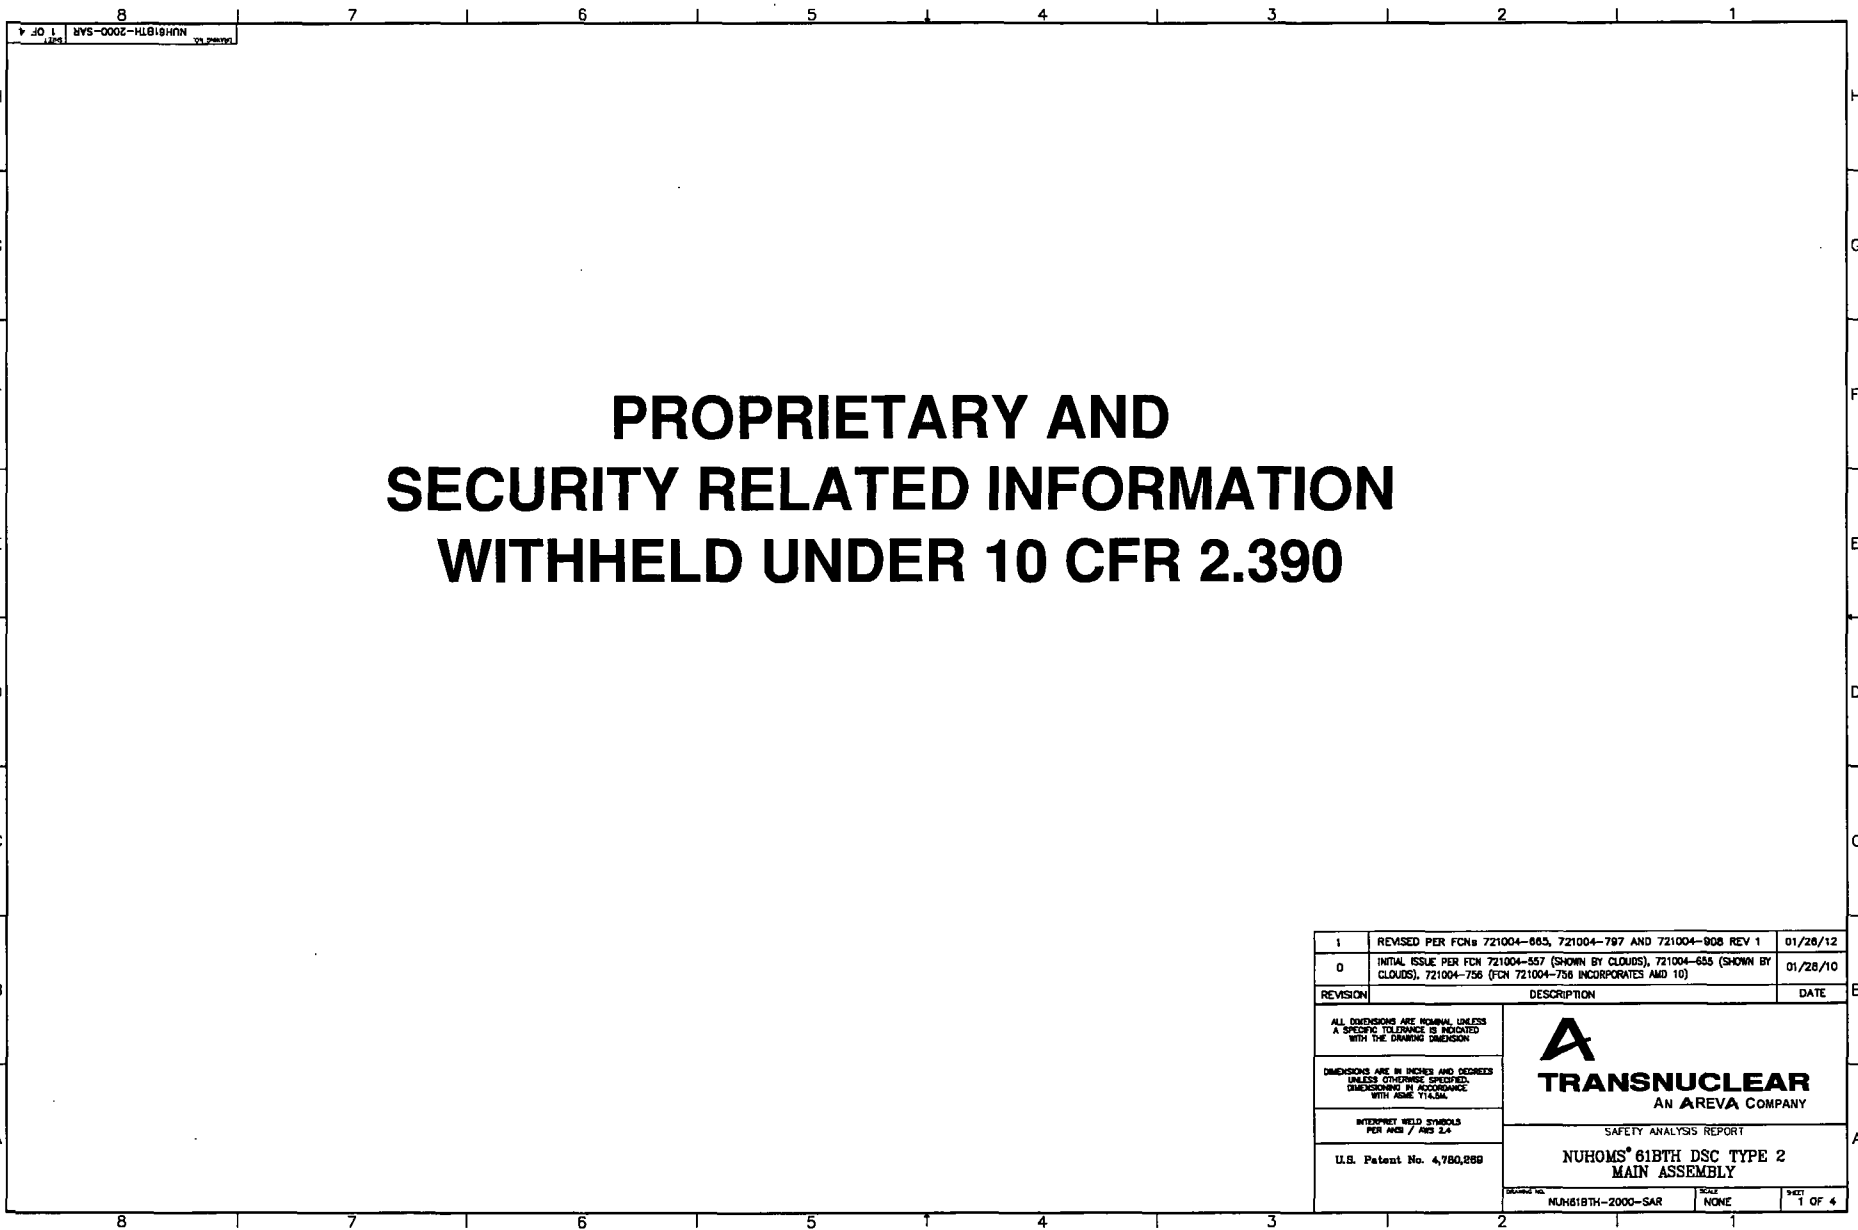 8 7 6 5 4 3 2 1
DRAWING NO. NUH61BTH-2000-SAR SHEET 1 OF 4
H
G
F
E
D
C
B
A
PROPRIETARY AND
SECURITY RELATED INFORMATION
WITHHELD UNDER 10 CFR 2.390
1 REVISED PER FCNs 721004-665, 721004-797 AND 721004-908 REV 1 01/26/12
0 INITIAL ISSUE PER FCN 721004-557 (SHOWN BY CLOUDS), 721004-655 (SHOWN BY
CLOUDS), 721004-756 (FCN 721004-756 INCORPORATES AMD 10) 01/28/10
REVISION DESCRIPTION DATE
ALL DIMENSIONS ARE NOMINAL, UNLESS
A SPECIFIC TOLERANCE IS INDICATED
WITH THE DRAWING DIMENSION
DIMENSIONS ARE IN INCHES AND DEGREES
UNLESS OTHERWISE SPECIFIED.
DIMENSIONING IN ACCORDANCE
WITH ASME Y14.5M.
INTERPRET WELD SYMBOLS
PER ANSI / AWS 2.4
U.S. Patent No. 4,780,269
A
TRANSNUCLEAR
AN AREVA COMPANY
SAFETY ANALYSIS REPORT
NUHOMS® 61BTH DSC TYPE 2
MAIN ASSEMBLY
DRAWING NO. NUH61BTH-2000-SAR SCALE NONE SHEET 1 OF 4
8 7 6 5 4 3 2 1